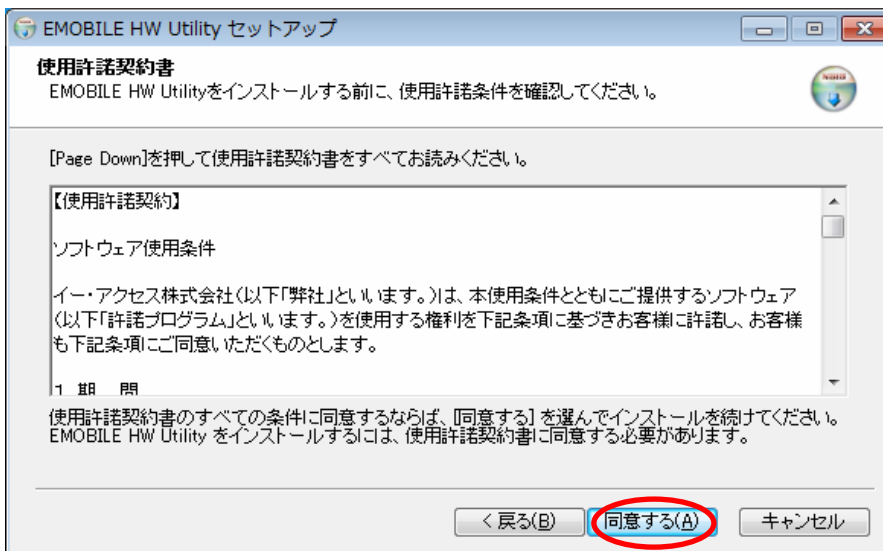 EMOBILE HW Utility セットアップ
使用許諾契約書
EMOBILE HW Utilityをインストールする前に、使用許諾条件を確認してください。
[Page Down]を押して使用許諾契約書をすべてお読みください。
【使用許諾契約】
ソフトウェア使用条件
イー・アクセス株式会社(以下「弊社」といいます。)は、本使用条件とともにご提供するソフトウェア
(以下「許諾プログラム」といいます。)を使用する権利を下記条項に基づきお客様に許諾し、お客様
も下記条項にご同意いただくものとします。
1 期 間
使用許諾契約書のすべての条件に同意するならば、[同意する] を選んでインストールを続けてください。
EMOBILE HW Utility をインストールするには、使用許諾契約書に同意する必要があります。
< 戻る(B) 同意する(A) キャンセル